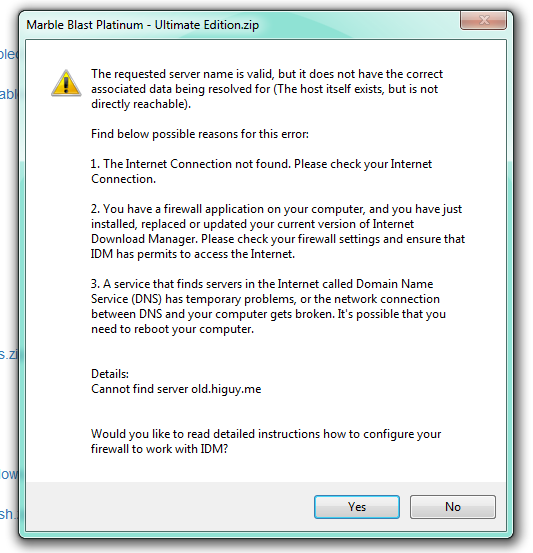 Marble Blast Platinum - Ultimate Edition.zip
The requested server name is valid, but it does not have the correct
associated data being resolved for (The host itself exists, but is not
directly reachable).
Find below possible reasons for this error:
1. The Internet Connection not found. Please check your Internet
Connection.
2. You have a firewall application on your computer, and you have just
installed, replaced or updated your current version of Internet
Download Manager. Please check your firewall settings and ensure that
IDM has permits to access the Internet.
3. A service that finds servers in the Internet called Domain Name
Service (DNS) has temporary problems, or the network connection
between DNS and your computer gets broken. It's possible that you
need to reboot your computer.
Details:
Cannot find server old.higuy.me
Would you like to read detailed instructions how to configure your
firewall to work with IDM?
Yes No